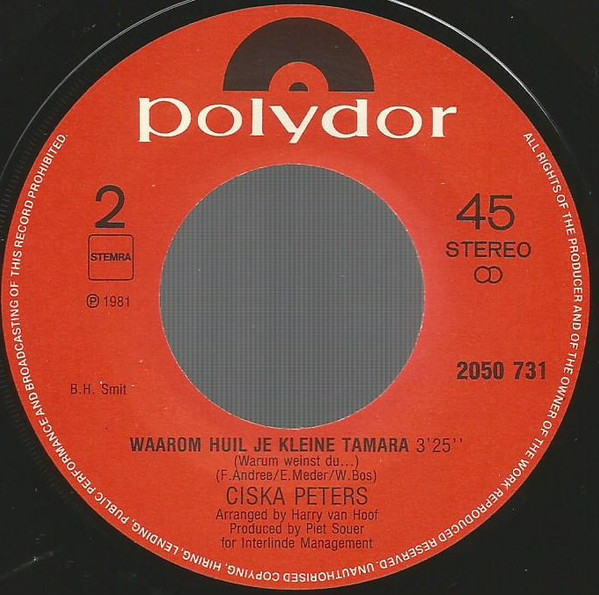 polydor
2
45
STEMRA
STEREO
℗ 1981
2050 731
B.H. Smit
WAAROM HUIL JE KLEINE TAMARA 3'25''
(Warum weinst du...)
(F.Andree/E.Meder/W.Bos)
CISKA PETERS
Arranged by Harry van Hoof
Produced by Piet Souer
for Interlinde Management
ALL RIGHTS OF THE PRODUCER AND OF THE OWNER OF THE WORK REPRODUCED RESERVED. UNAUTHORISED COPYING, HIRING, LENDING, PUBLIC PERFORMANCE AND BROADCASTING OF THIS RECORD PROHIBITED.